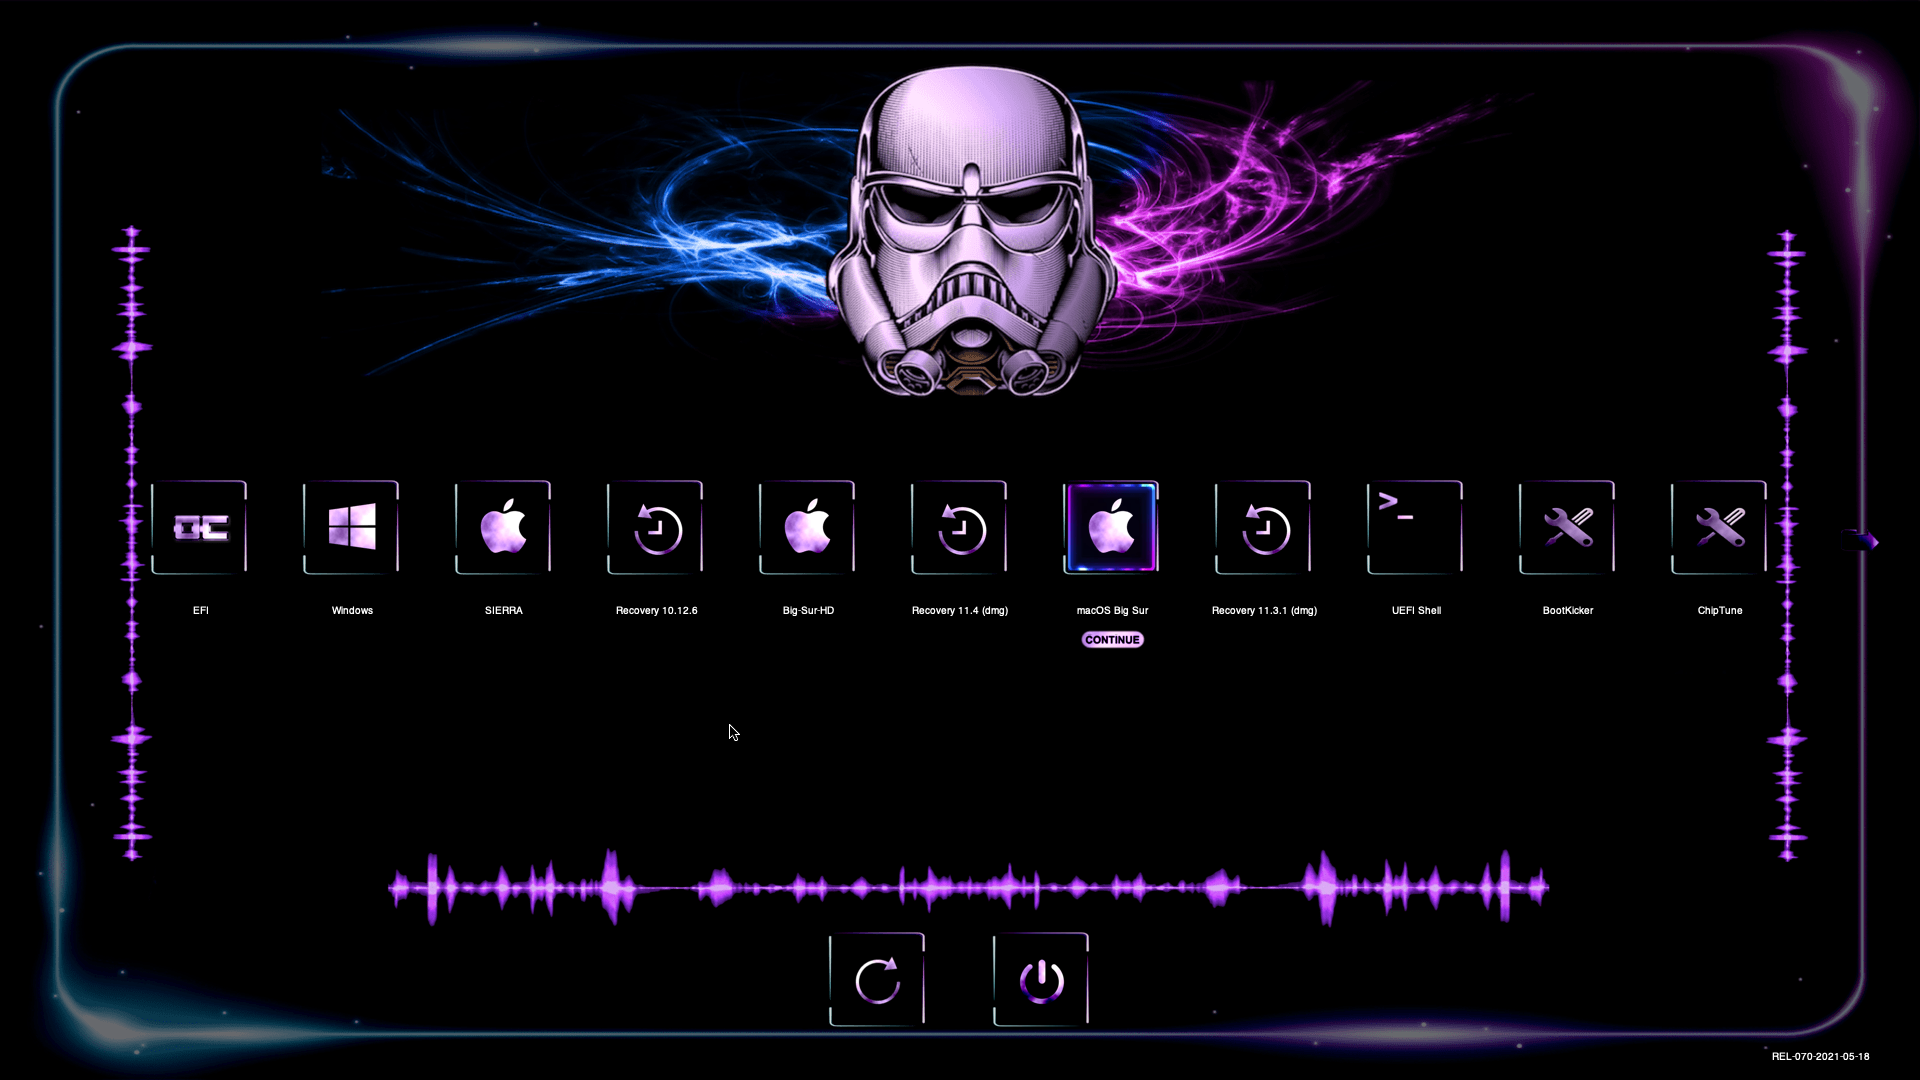 OC
EFI
Windows
SIERRA
Recovery 10.12.6
Big-Sur-HD
Recovery 11.4 (dmg)
macOS Big Sur
Recovery 11.3.1 (dmg)
>_
UEFI Shell
BootKicker
ChipTune
CONTINUE
REL-070-2021-05-18